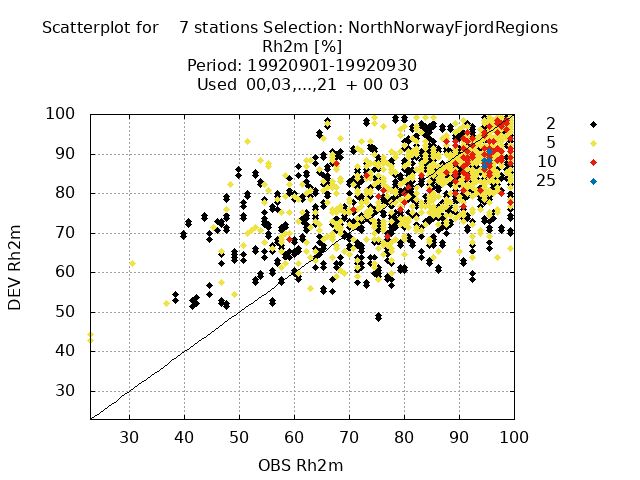 Scatterplot for 7 stations Selection: NorthNorwayFjordRegions
Rh2m [%]
Period: 19920901-19920930
Used 00,03,...,21 + 00 03
100
90
80
70
60
50
40
30
30 40 50 60 70 80 90 100
DEV Rh2m
OBS Rh2m
2
5
10
25